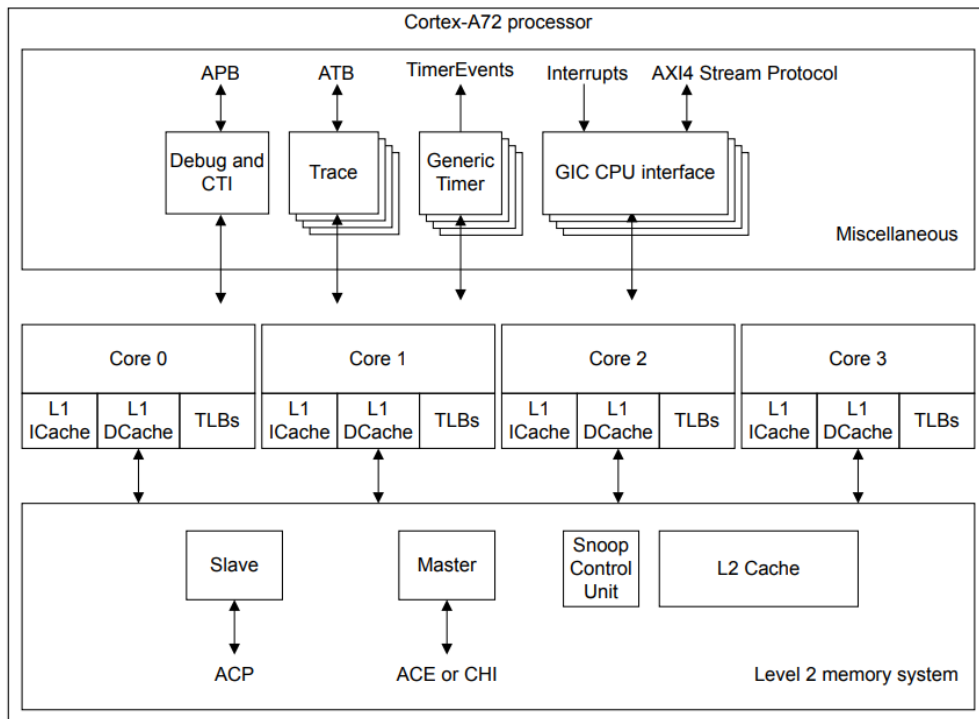 Cortex-A72 processor
APB
ATB
TimerEvents
Interrupts
AXI4 Stream Protocol
Debug and
CTI
Trace
Generic
Timer
GIC CPU interface
Miscellaneous
Core 0
Core 1
Core 2
Core 3
L1
ICache
L1
DCache
TLBs
L1
ICache
L1
DCache
TLBs
L1
ICache
L1
DCache
TLBs
L1
ICache
L1
DCache
TLBs
Slave
Master
Snoop
Control
Unit
L2 Cache
ACP
ACE or CHI
Level 2 memory system